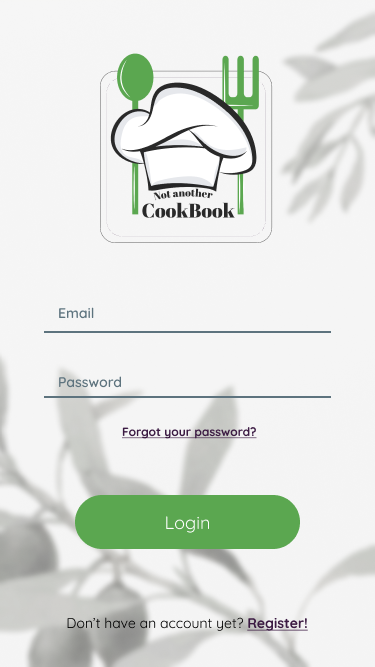 Not another
CookBook
Email
Password
Forgot your password?
Login
Don't have an account yet? Register!